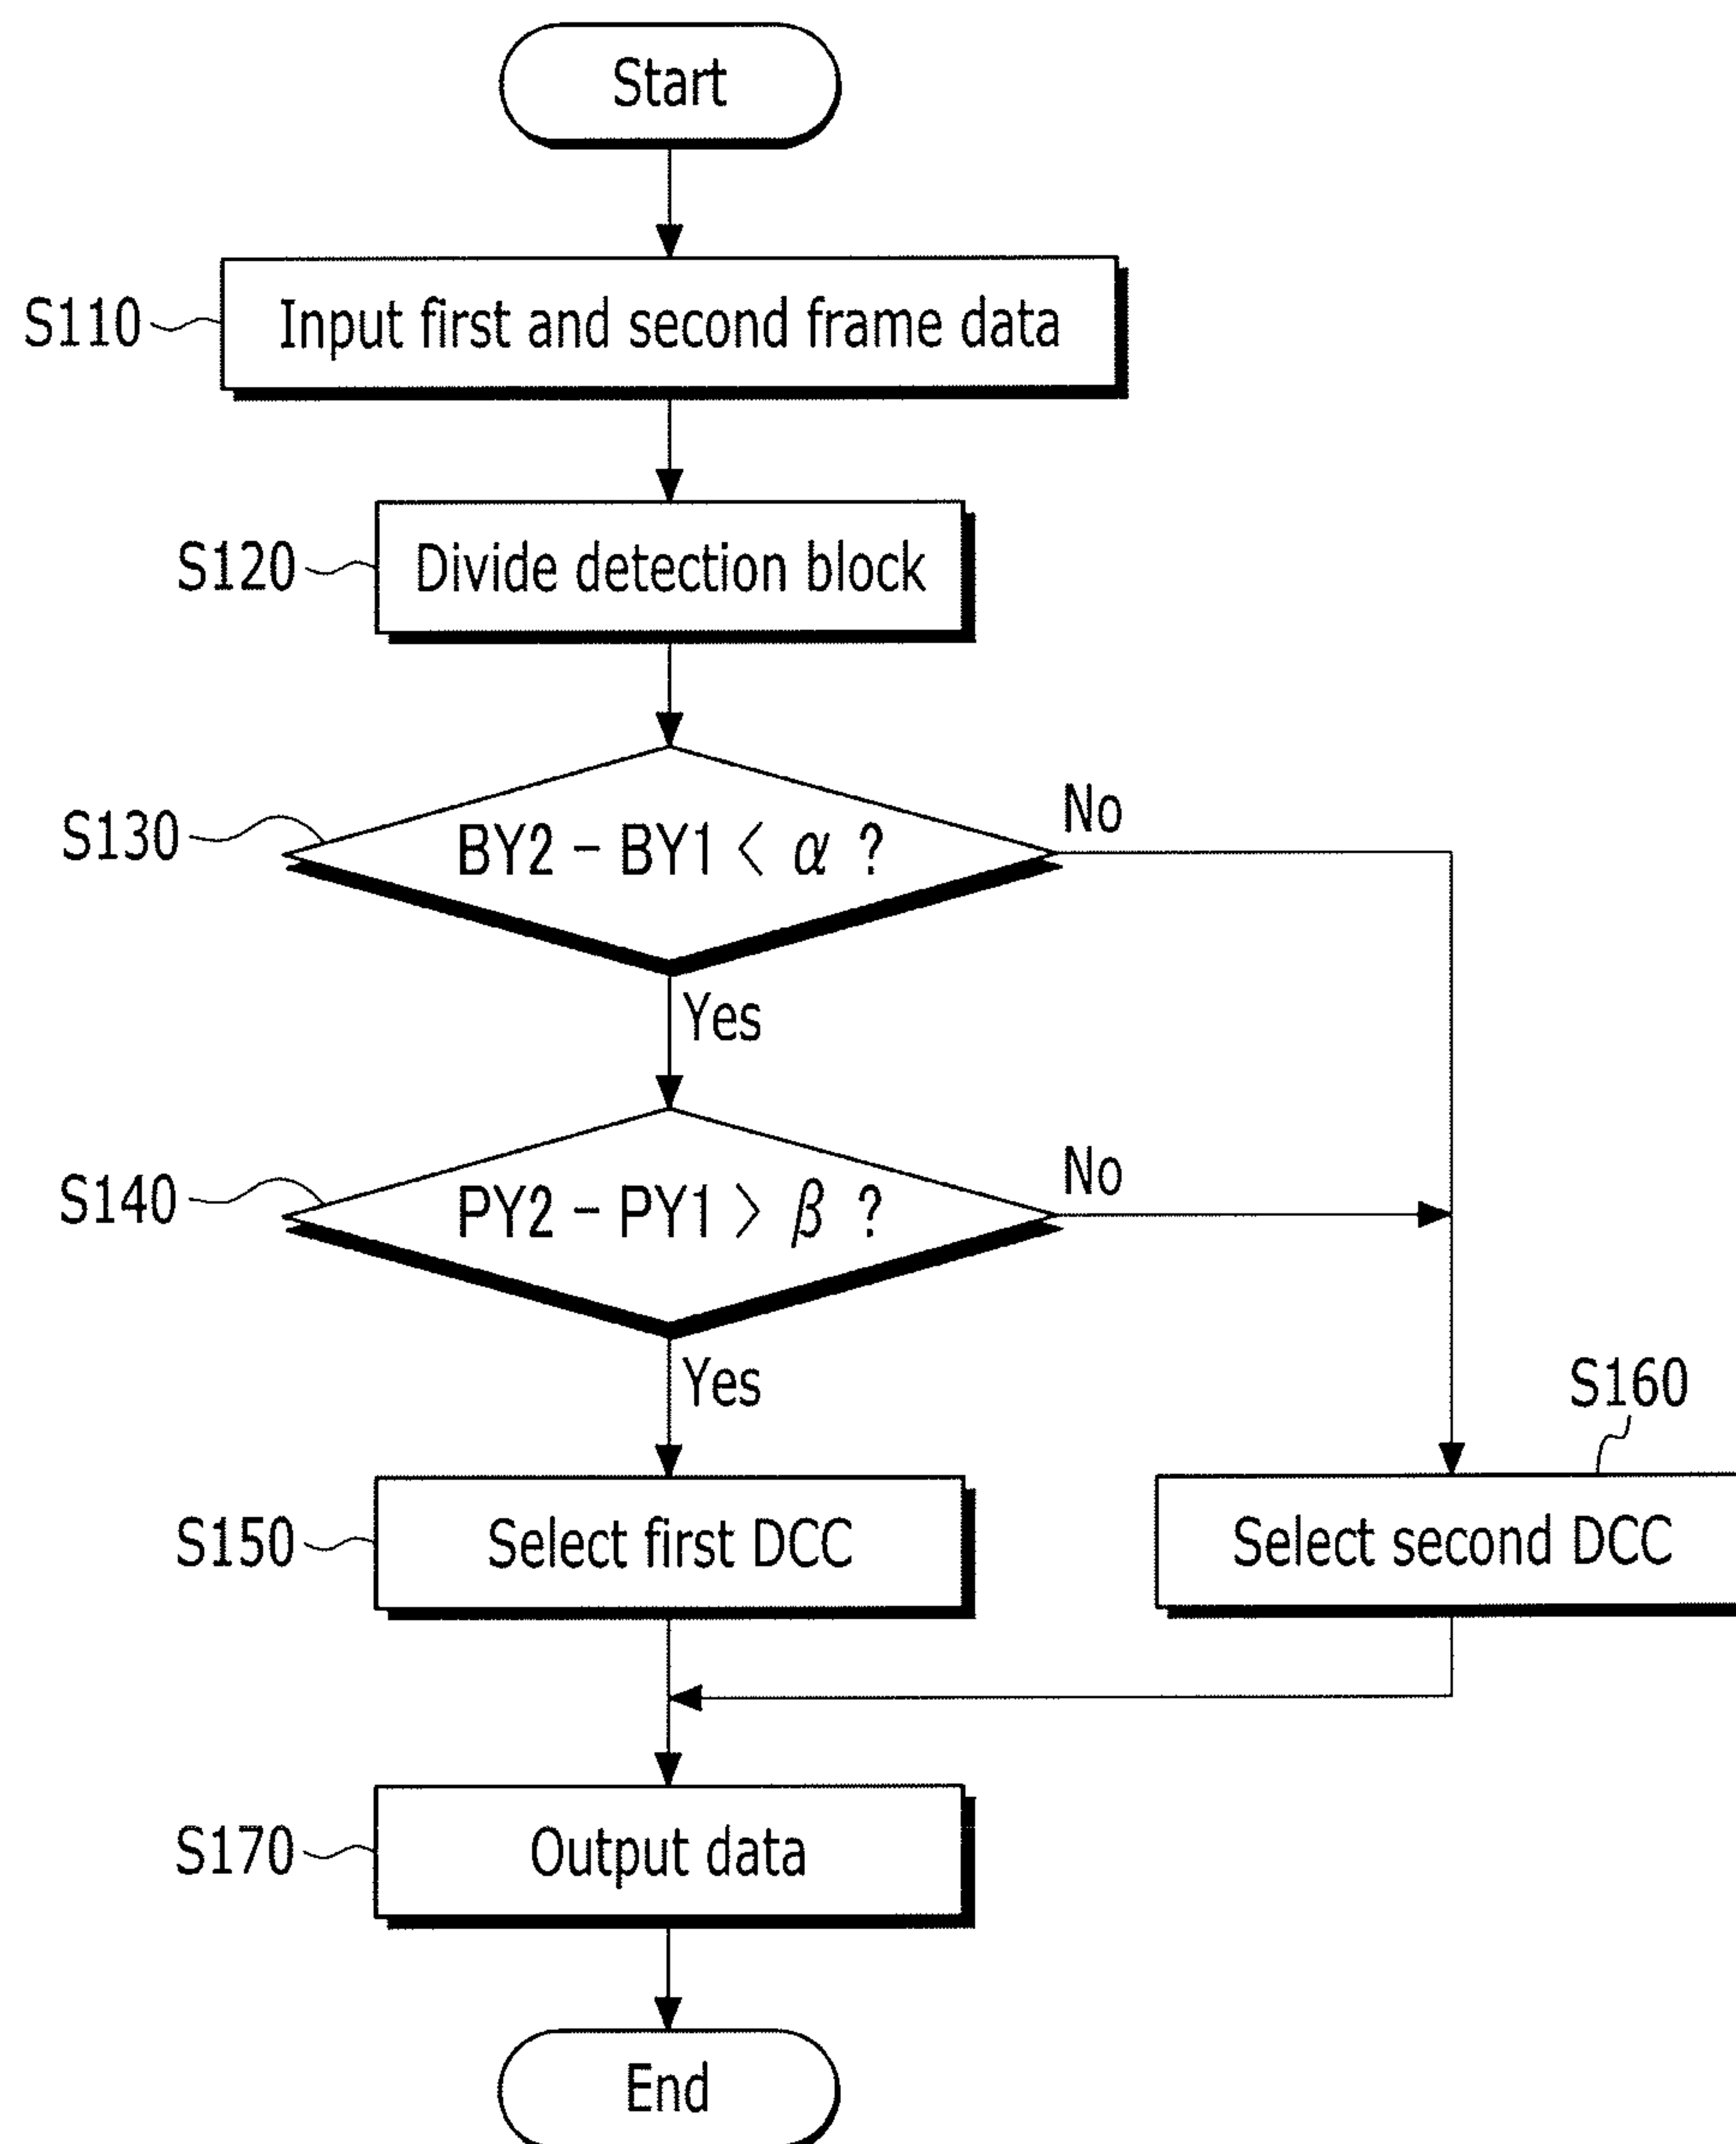 Start
S110
Input first and second frame data
S120
Divide detection block
S130
BY2 - BY1 < α ?
No
Yes
S140
PY2 - PY1 > β ?
No
Yes
S160
S150
Select first DCC
Select second DCC
S170
Output data
End